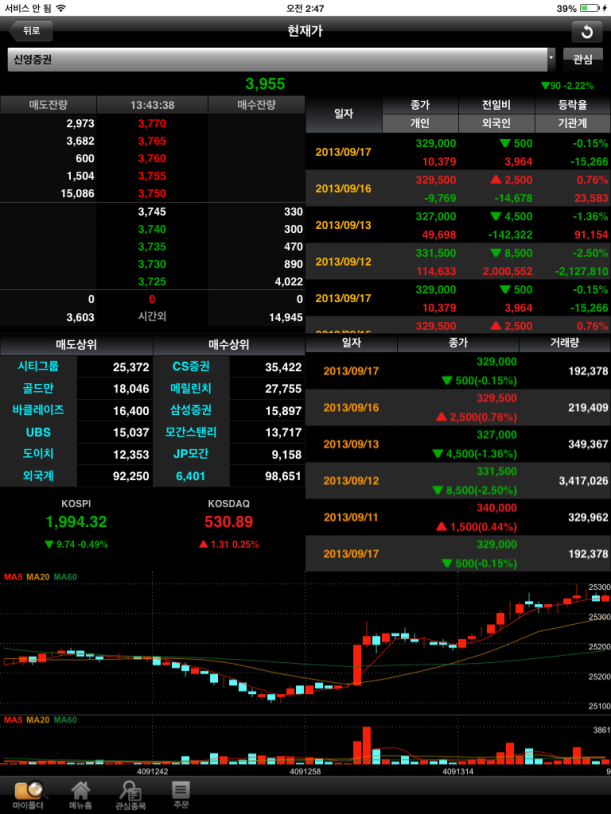 서비스 안 됨 오전 2:47 39%
뒤로 현재가
신영증권 관심
3,955 ▼90 -2.22%
매도잔량 13:43:38 매수잔량
2,973 3,770
3,682 3,765
600 3,760
1,504 3,755
15,086 3,750
3,745 330
3,740 300
3,735 470
3,730 890
3,725 4,022
0 0 0
3,603 시간외 14,945
일자 종가 전일비 등락율
개인 외국인 기관계
2013/09/17 329,000 ▼ 500 -0.15%
10,379 3,964 -15,266
2013/09/16 329,500 ▲ 2,500 0.76%
-9,769 -14,678 23,583
2013/09/13 327,000 ▼ 4,500 -1.36%
49,698 -142,322 91,154
2013/09/12 331,500 ▼ 8,500 -2.50%
114,633 2,000,552 -2,127,810
2013/09/17 329,000 ▼ 500 -0.15%
10,379 3,964 -15,266
329,500 ▲ 2,500 0.76%
매도상위 매수상위
시티그룹 25,372 CS증권 35,422
골드만 18,046 메릴린치 27,755
바클레이즈 16,400 삼성증권 15,897
UBS 15,037 모간스탠리 13,717
도이치 12,353 JP모간 9,158
외국계 92,250 6,401 98,651
KOSPI KOSDAQ
1,994.32 530.89
▼ 9.74 -0.49% ▲ 1.31 0.25%
일자 종가 거래량
2013/09/17 329,000 ▼ 500(-0.15%) 192,378
2013/09/16 329,500 ▲ 2,500(0.76%) 219,409
2013/09/13 327,000 ▼ 4,500(-1.36%) 349,367
2013/09/12 331,500 ▼ 8,500(-2.50%) 3,417,026
2013/09/11 340,000 ▲ 1,500(0.44%) 329,962
2013/09/17 329,000 ▼ 500(-0.15%) 192,378
MA5 MA20 MA60
25300
25300
25200
25200
25100
MA5 MA20 MA60
3861
4091242 4091258 4091314 9
마이폴더 메뉴홈 관심종목 주문